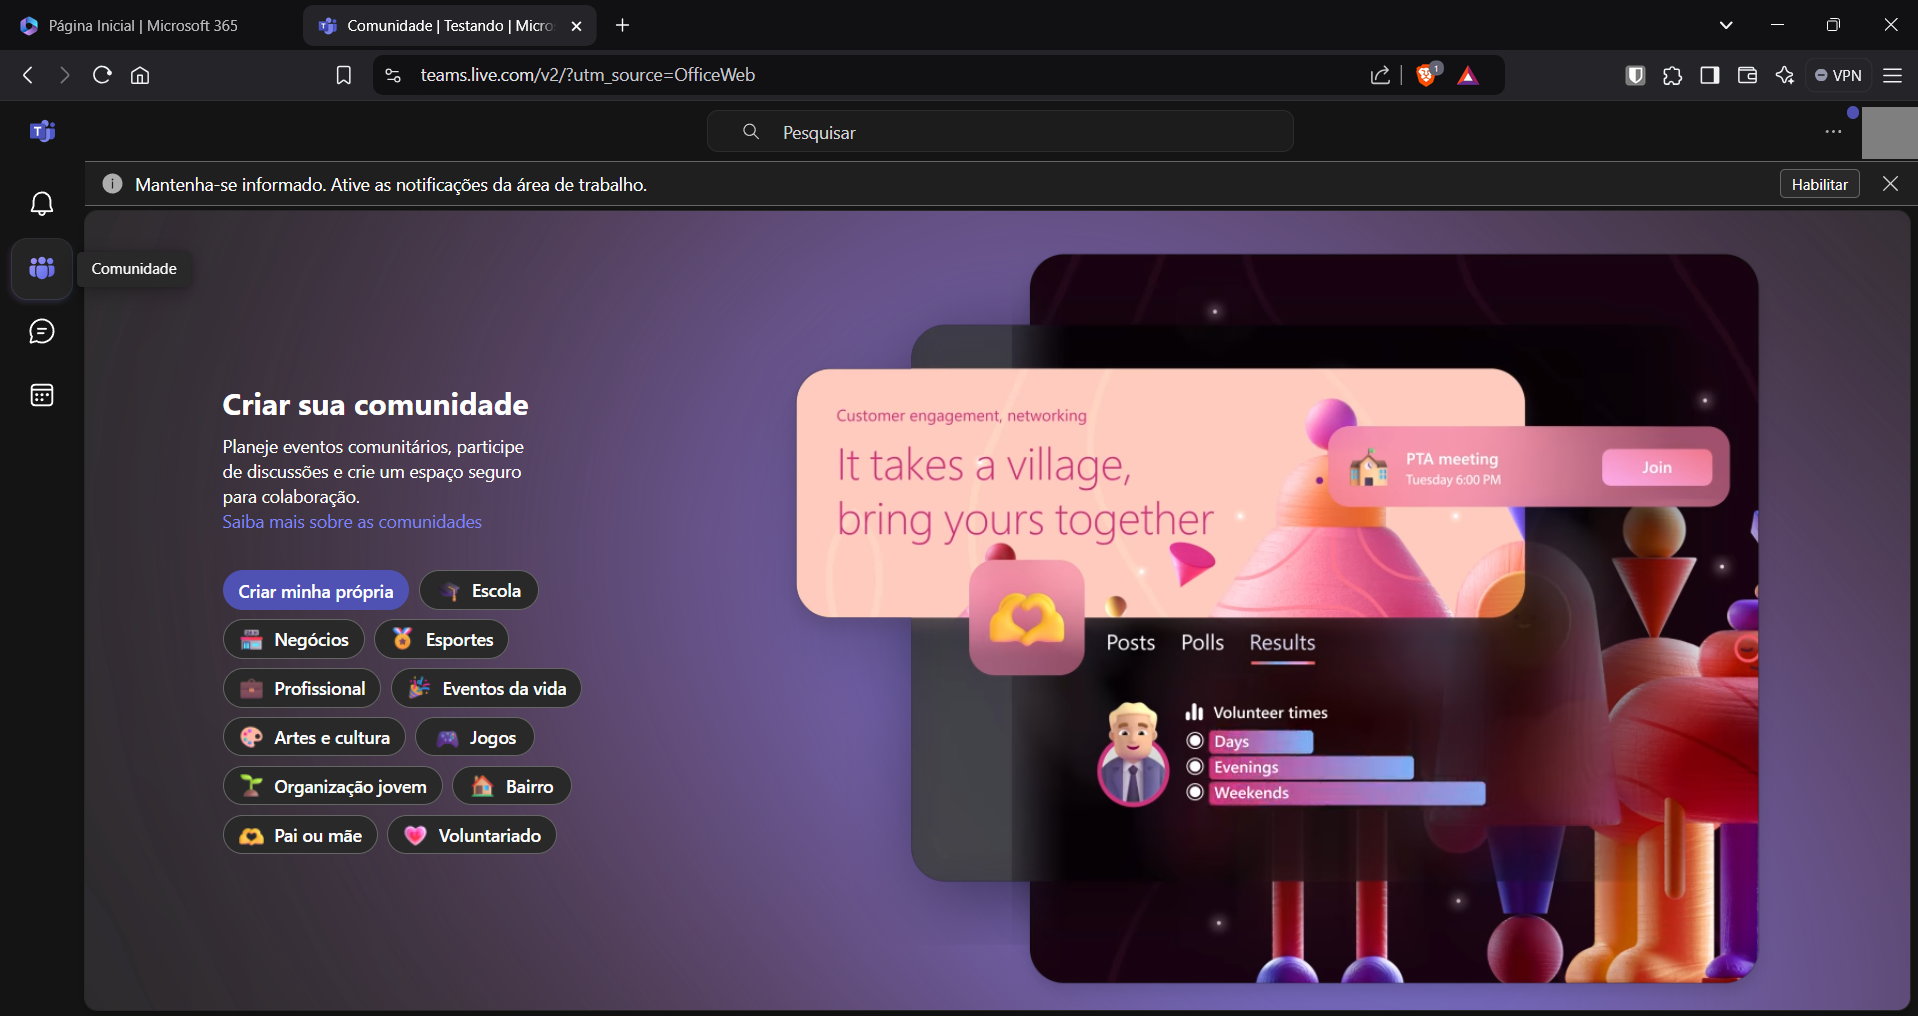 Página Inicial | Microsoft 365
Comunidade | Testando | Micro
teams.live.com/v2/?utm_source=OfficeWeb
1
VPN
T
Pesquisar
Mantenha-se informado. Ative as notificações da área de trabalho.
Habilitar
Comunidade
Criar sua comunidade
Planeje eventos comunitários, participe
de discussões e crie um espaço seguro
para colaboração.
Saiba mais sobre as comunidades
Criar minha própria
Escola
Negócios
Esportes
Profissional
Eventos da vida
Artes e cultura
Jogos
Organização jovem
Bairro
Pai ou mãe
Voluntariado
Customer engagement, networking
It takes a village,
bring yours together
PTA meeting
Tuesday 6:00 PM
Join
Posts
Polls
Results
Volunteer times
Days
Evenings
Weekends